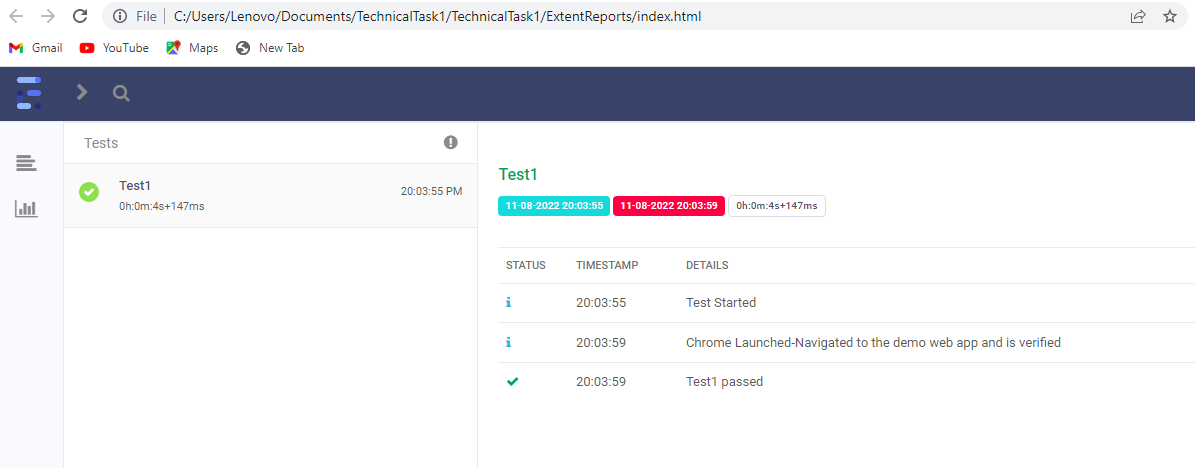 File | C:/Users/Lenovo/Documents/TechnicalTask1/TechnicalTask1/ExtentReports/index.html
Gmail YouTube Maps New Tab
Tests
Test1 20:03:55 PM
0h:0m:4s+147ms
Test1
11-08-2022 20:03:55 11-08-2022 20:03:59 0h:0m:4s+147ms
STATUS TIMESTAMP DETAILS
20:03:55 Test Started
20:03:59 Chrome Launched-Navigated to the demo web app and is verified
20:03:59 Test1 passed